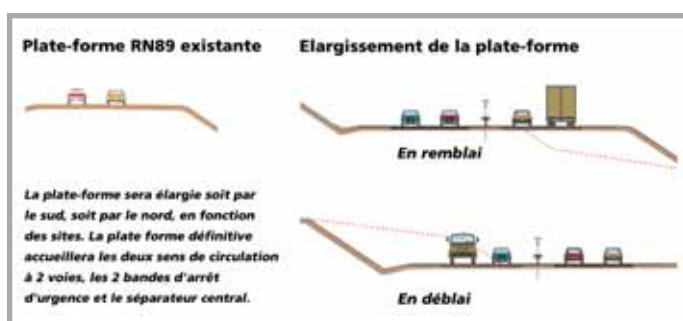 Plate-forme RN89 existante
Elargissement de la plate-forme
En remblai
La plate-forme sera élargie soit par
le sud, soit par le nord, en fonction
des sites. La plate forme définitive
accueillera les deux sens de circulation
à 2 voies, les 2 bandes d'arrêt
d'urgence et le séparateur central.
En déblai